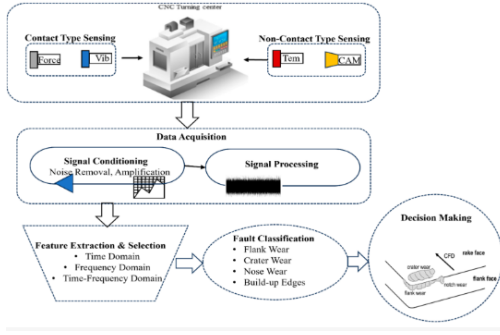 CNC Turning center
Contact Type Sensing
Non-Contact Type Sensing
Force
Vib
Tem
CAM
Data Acquisition
Signal Conditioning
Noise Removal, Amplification
Signal Processing
Feature Extraction & Selection
• Time Domain
• Frequency Domain
• Time-Frequency Domain
Fault Classification
• Flank Wear
• Crater Wear
• Nose Wear
• Build-up Edges
Decision Making
CFD
rake face
crater wear
notch wear
flank face
flank wear